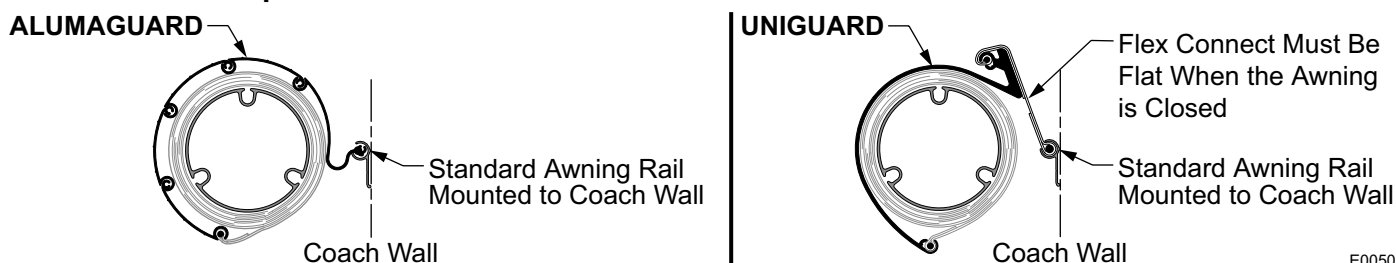 ALUMAGUARD
Standard Awning Rail
Mounted to Coach Wall
Coach Wall
UNIGUARD
Flex Connect Must Be
Flat When the Awning
is Closed
Standard Awning Rail
Mounted to Coach Wall
Coach Wall
E0050